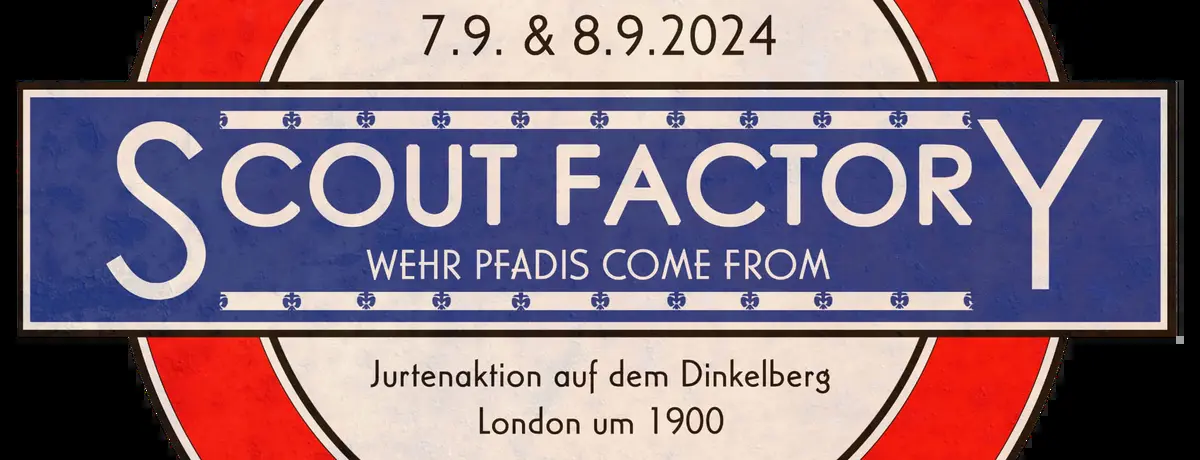 7.9. & 8.9.2024
SCOUT FACTORY
WEHR PFADIS COME FROM
Jurtenaktion auf dem Dinkelberg
London um 1900